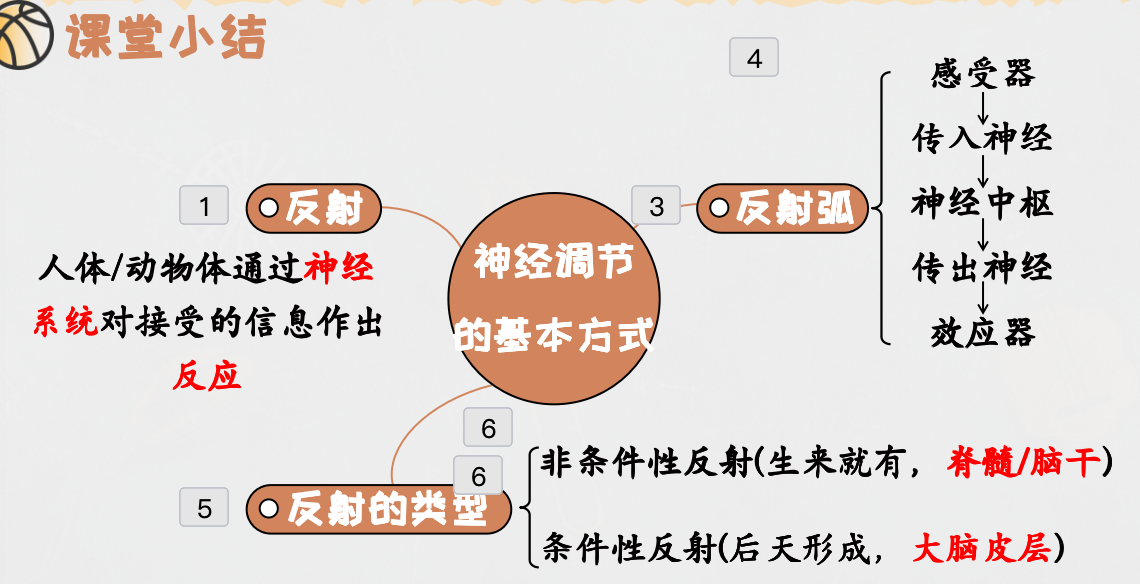 课堂小结
1
反射
人体/动物体通过神经
系统对接受的信息作出
反应
神经调节
的基本方式
3
反射弧
4
感受器
传入神经
神经中枢
传出神经
效应器
5
反射的类型
6
6
非条件性反射(生来就有，脊髓/脑干)
条件性反射(后天形成，大脑皮层)